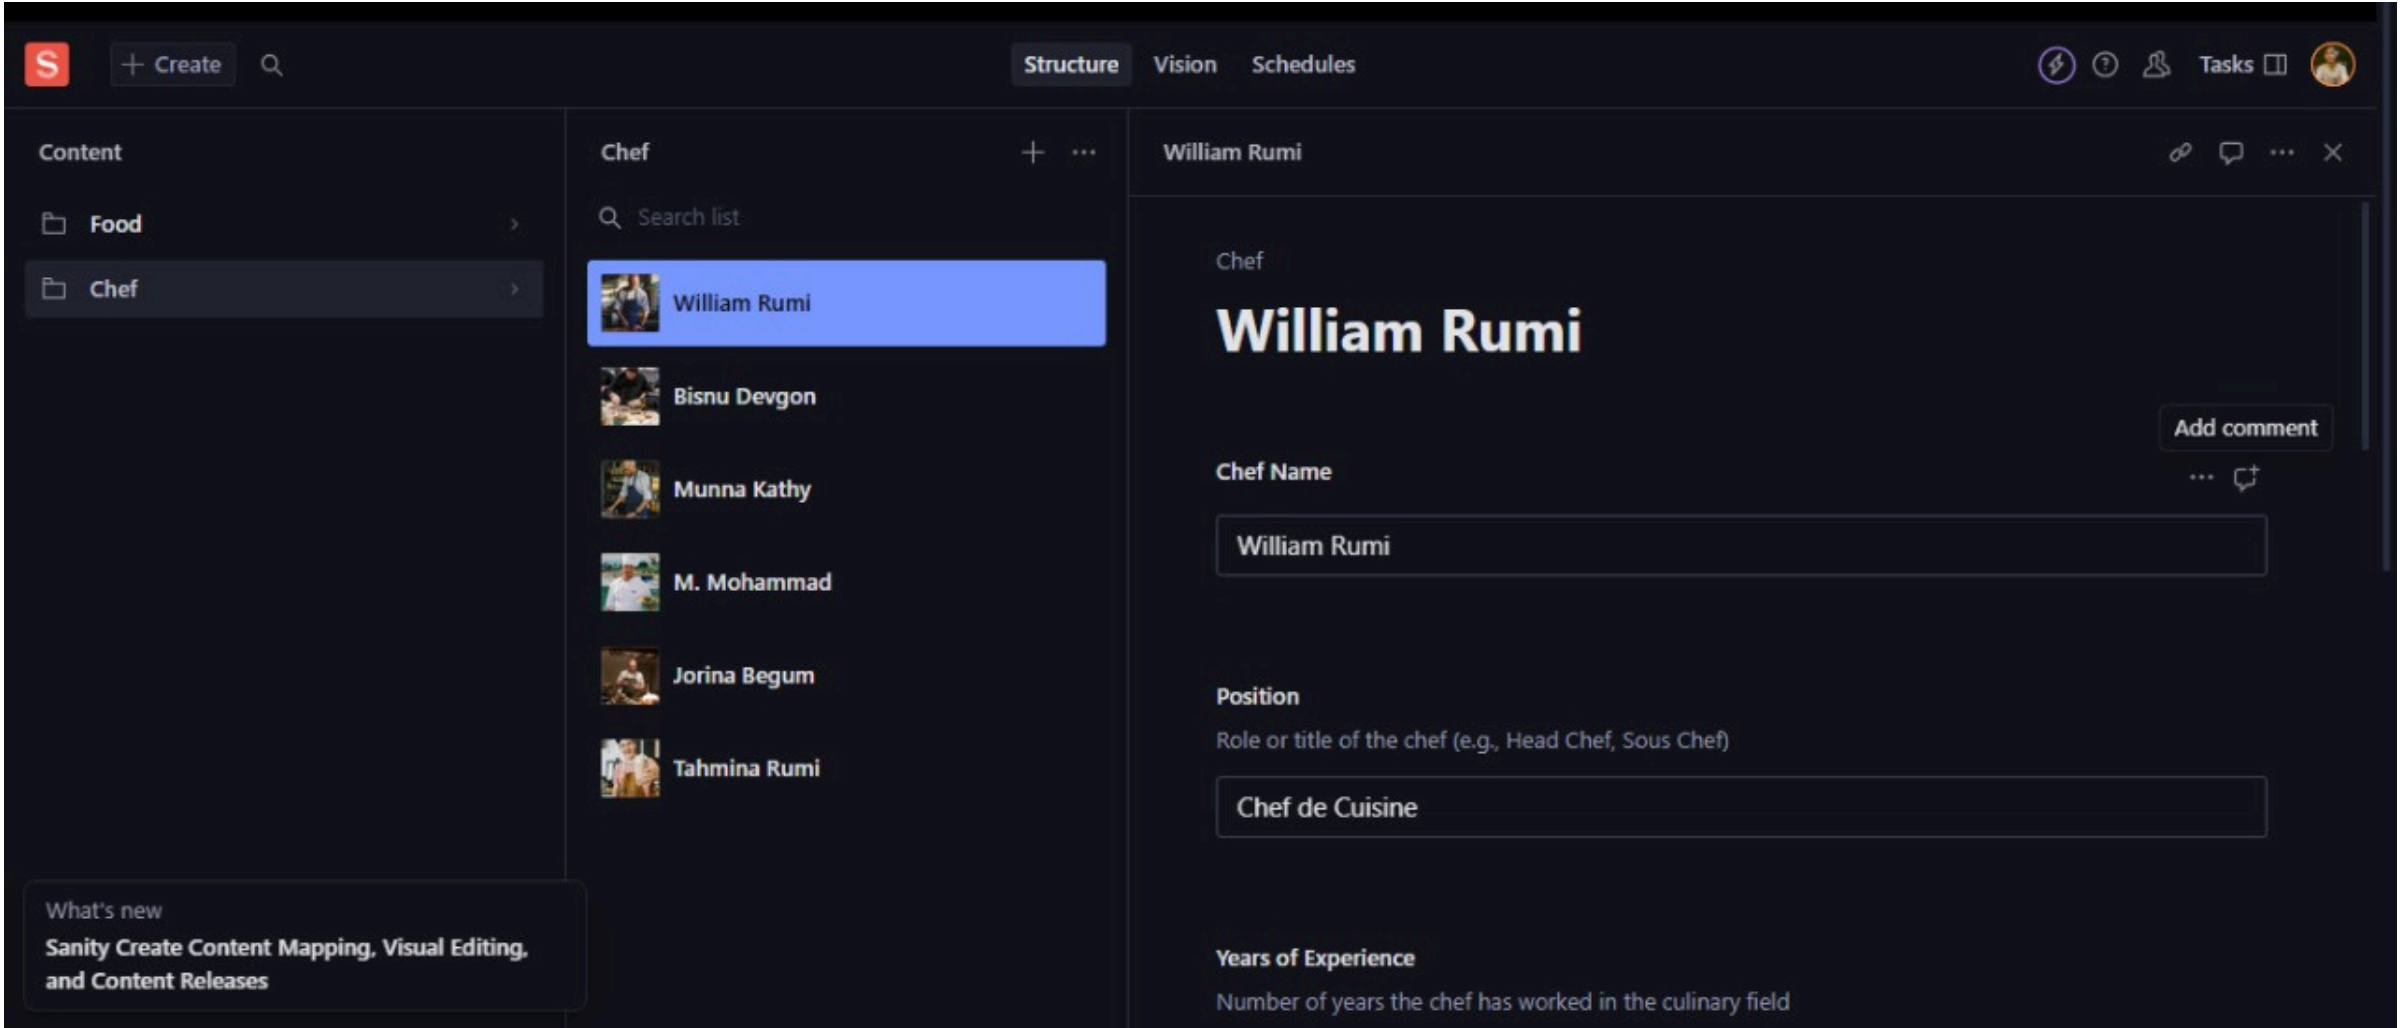 S
Create
Structure
Vision
Schedules
Tasks
Content
Food
Chef
What's new
Sanity Create Content Mapping, Visual Editing,
and Content Releases
Chef
Search list
William Rumi
Bisnu Devgon
Munna Kathy
M. Mohammad
Jorina Begum
Tahmina Rumi
William Rumi
Chef
William Rumi
Add comment
Chef Name
William Rumi
Position
Role or title of the chef (e.g., Head Chef, Sous Chef)
Chef de Cuisine
Years of Experience
Number of years the chef has worked in the culinary field